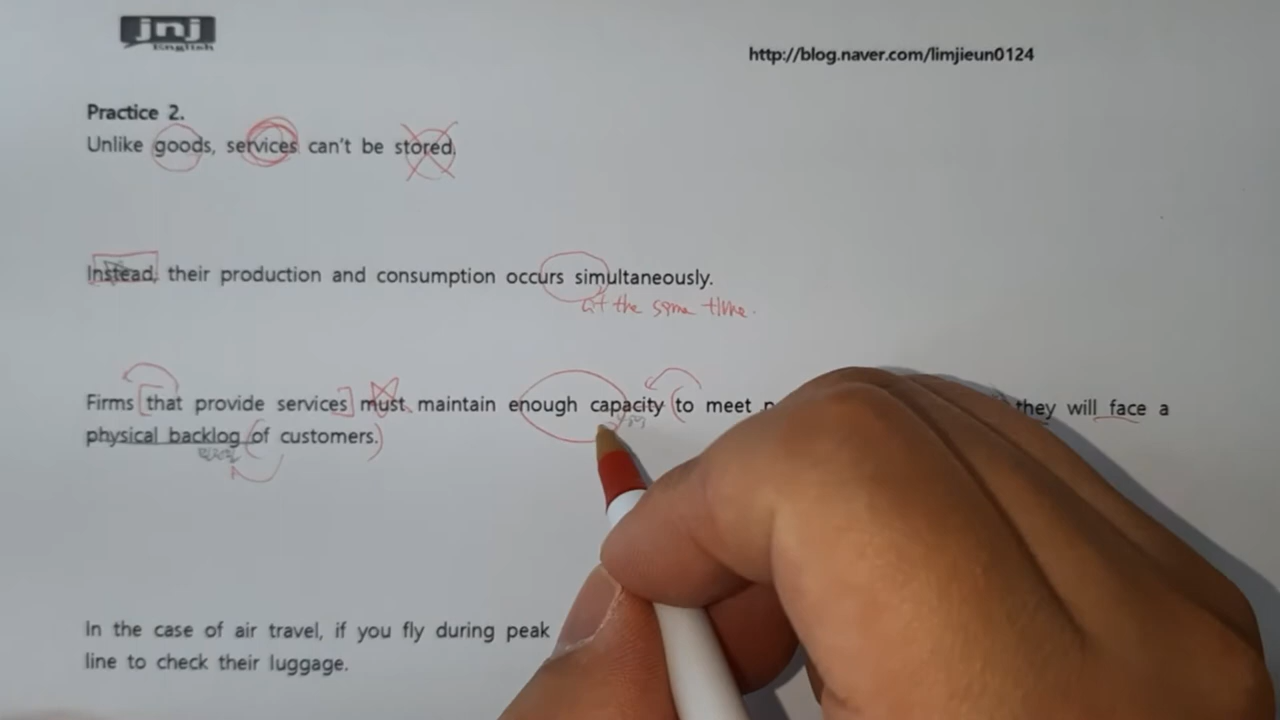 jnj
English
http://blog.naver.com/limjieun0124
Practice 2.
Unlike goods, services can't be stored.
Instead, their production and consumption occurs simultaneously.
at the same time.
Firms that provide services must maintain enough capacity to meet they will face a
physical backlog of customers.
In the case of air travel, if you fly during peak
line to check their luggage.